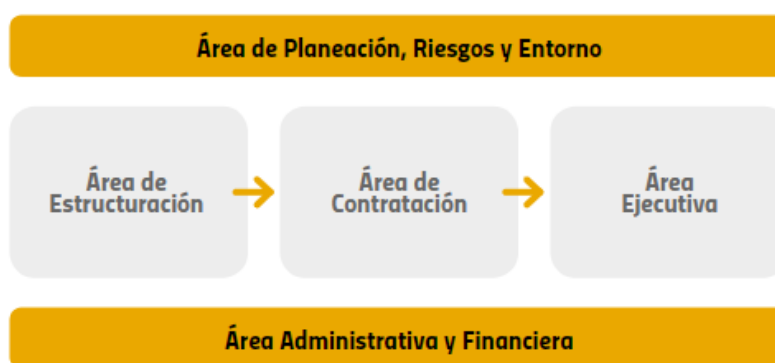 Área de Planeación, Riesgos y Entorno
Área de
Estructuración
Área de
Contratación
Área
Ejecutiva
Área Administrativa y Financiera